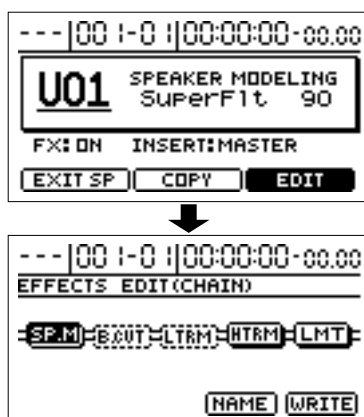 ---|001-01|00:00:00-00.00
U01 SPEAKER MODELING
SuperFlt 90
FX:ON INSERT:MASTER
EXIT SP COPY EDIT
---|001-01|00:00:00-00.00
EFFECTS EDIT(CHAIN)
SP.M B.CUT LTRM HTRM LMT
NAME WRITE